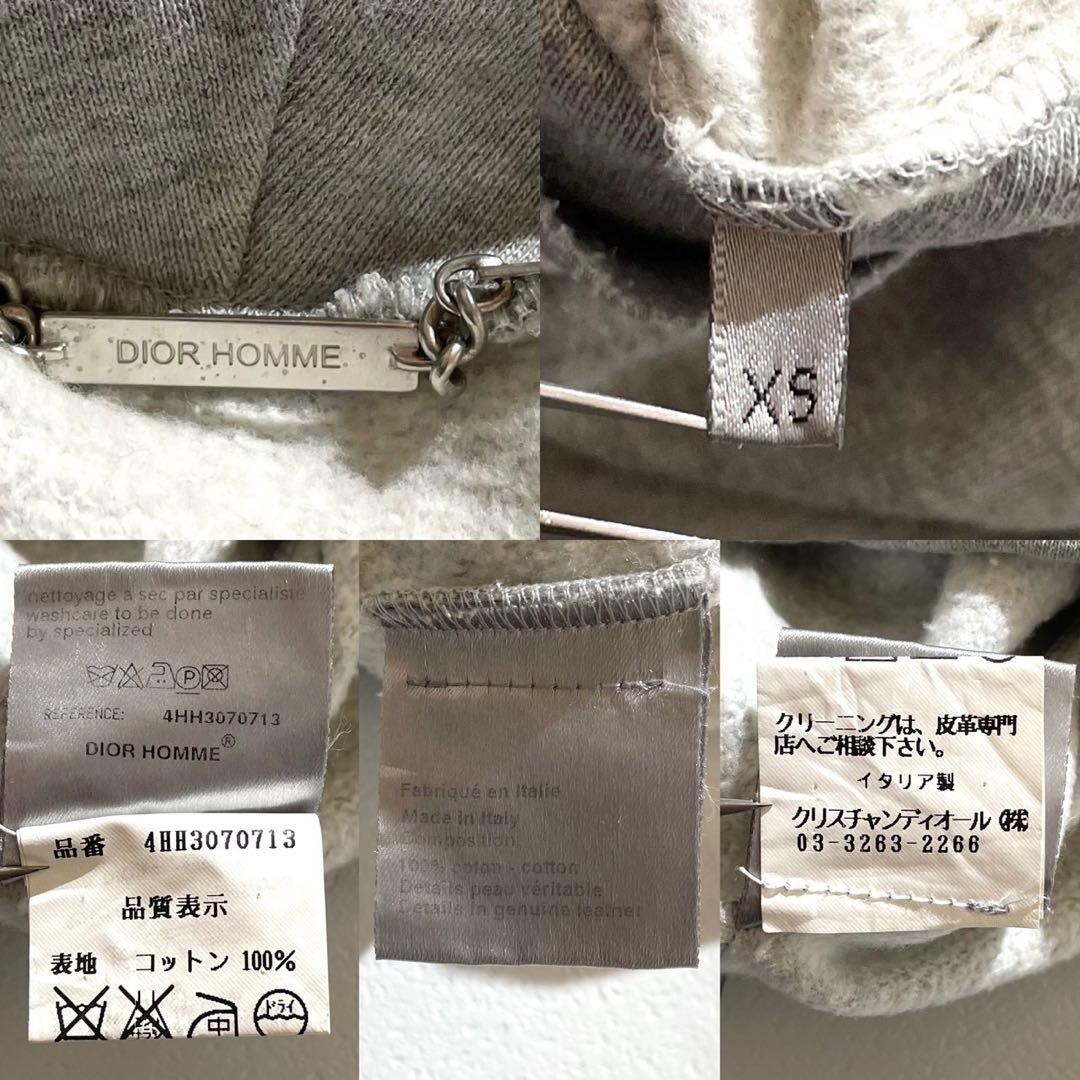 DIOR HOMME
XS
nettoyage a sec par specialiste
washcare to be done
by specialized
P
REFERENCE: 4HH3070713
DIOR HOMME®
品番 4HH3070713
品質表示
表地 コットン 100%
中 ドライ
Fabriqué en Italie
Made in Italy
Composition
100% coton - cotton
Details peau véritable
Details in genuine leather
クリーニングは、皮革専門
店へご相談下さい。
イタリア製
クリスチャンディオール(株)
03-3263-2266